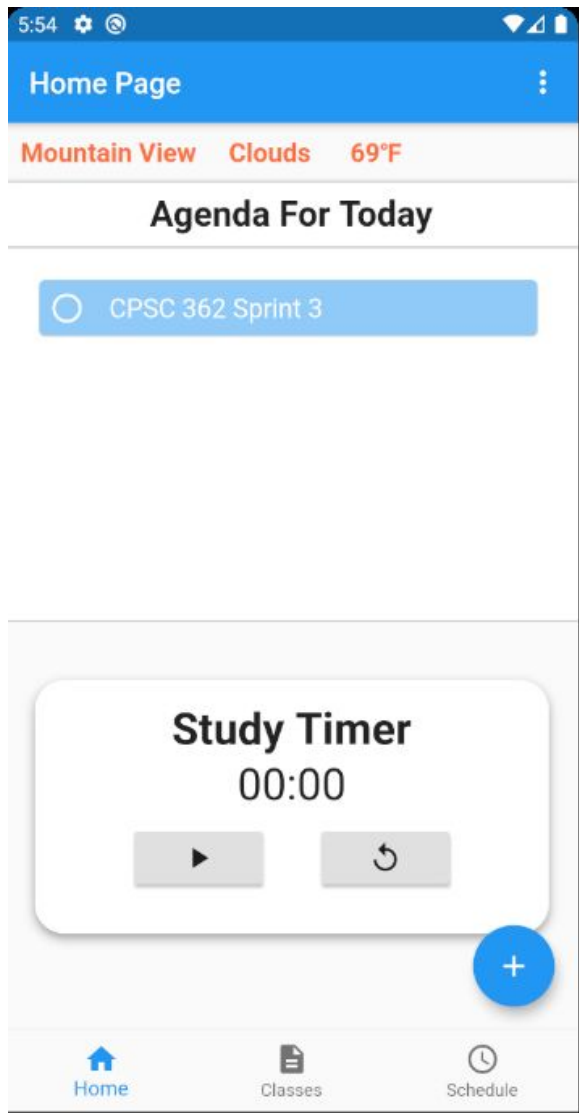 5:54
Home Page
Mountain View Clouds 69°F
Agenda For Today
CPSC 362 Sprint 3
Study Timer
00:00
Home Classes Schedule